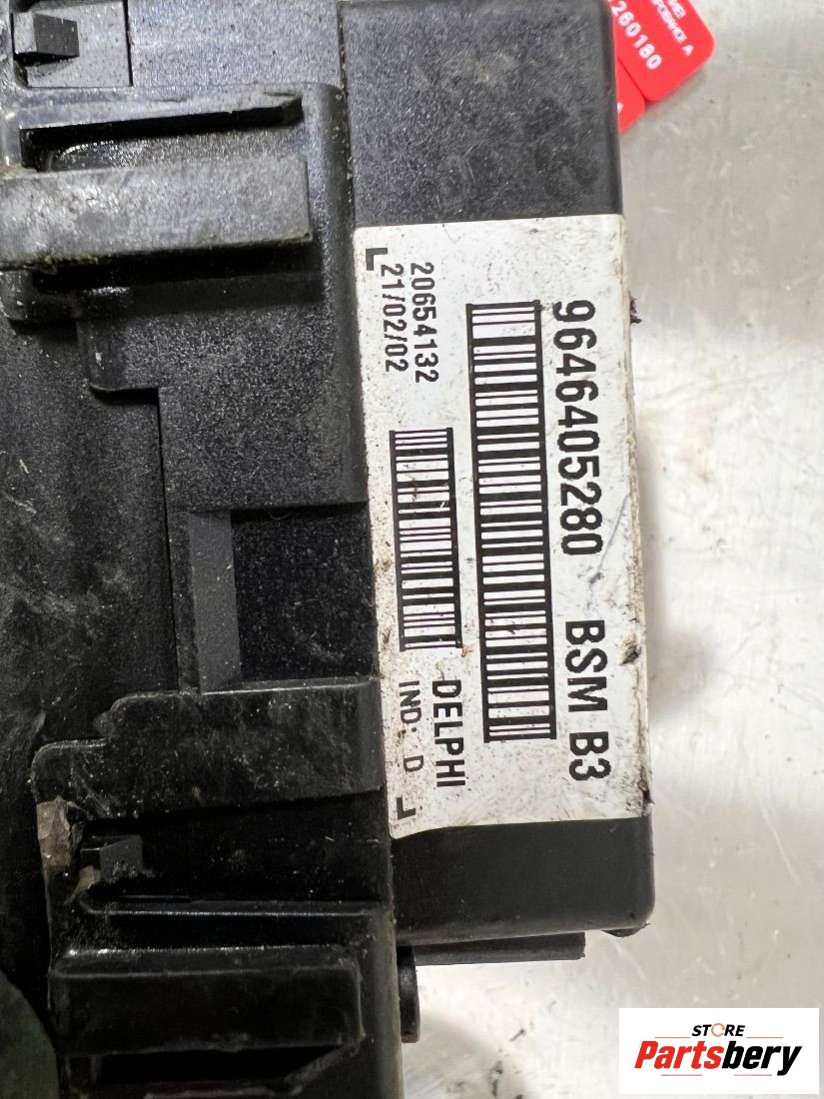 9646405280 BSM B3
20654132
21/02/02
DELPHI
IND: D
260180
STORE
Partsbery